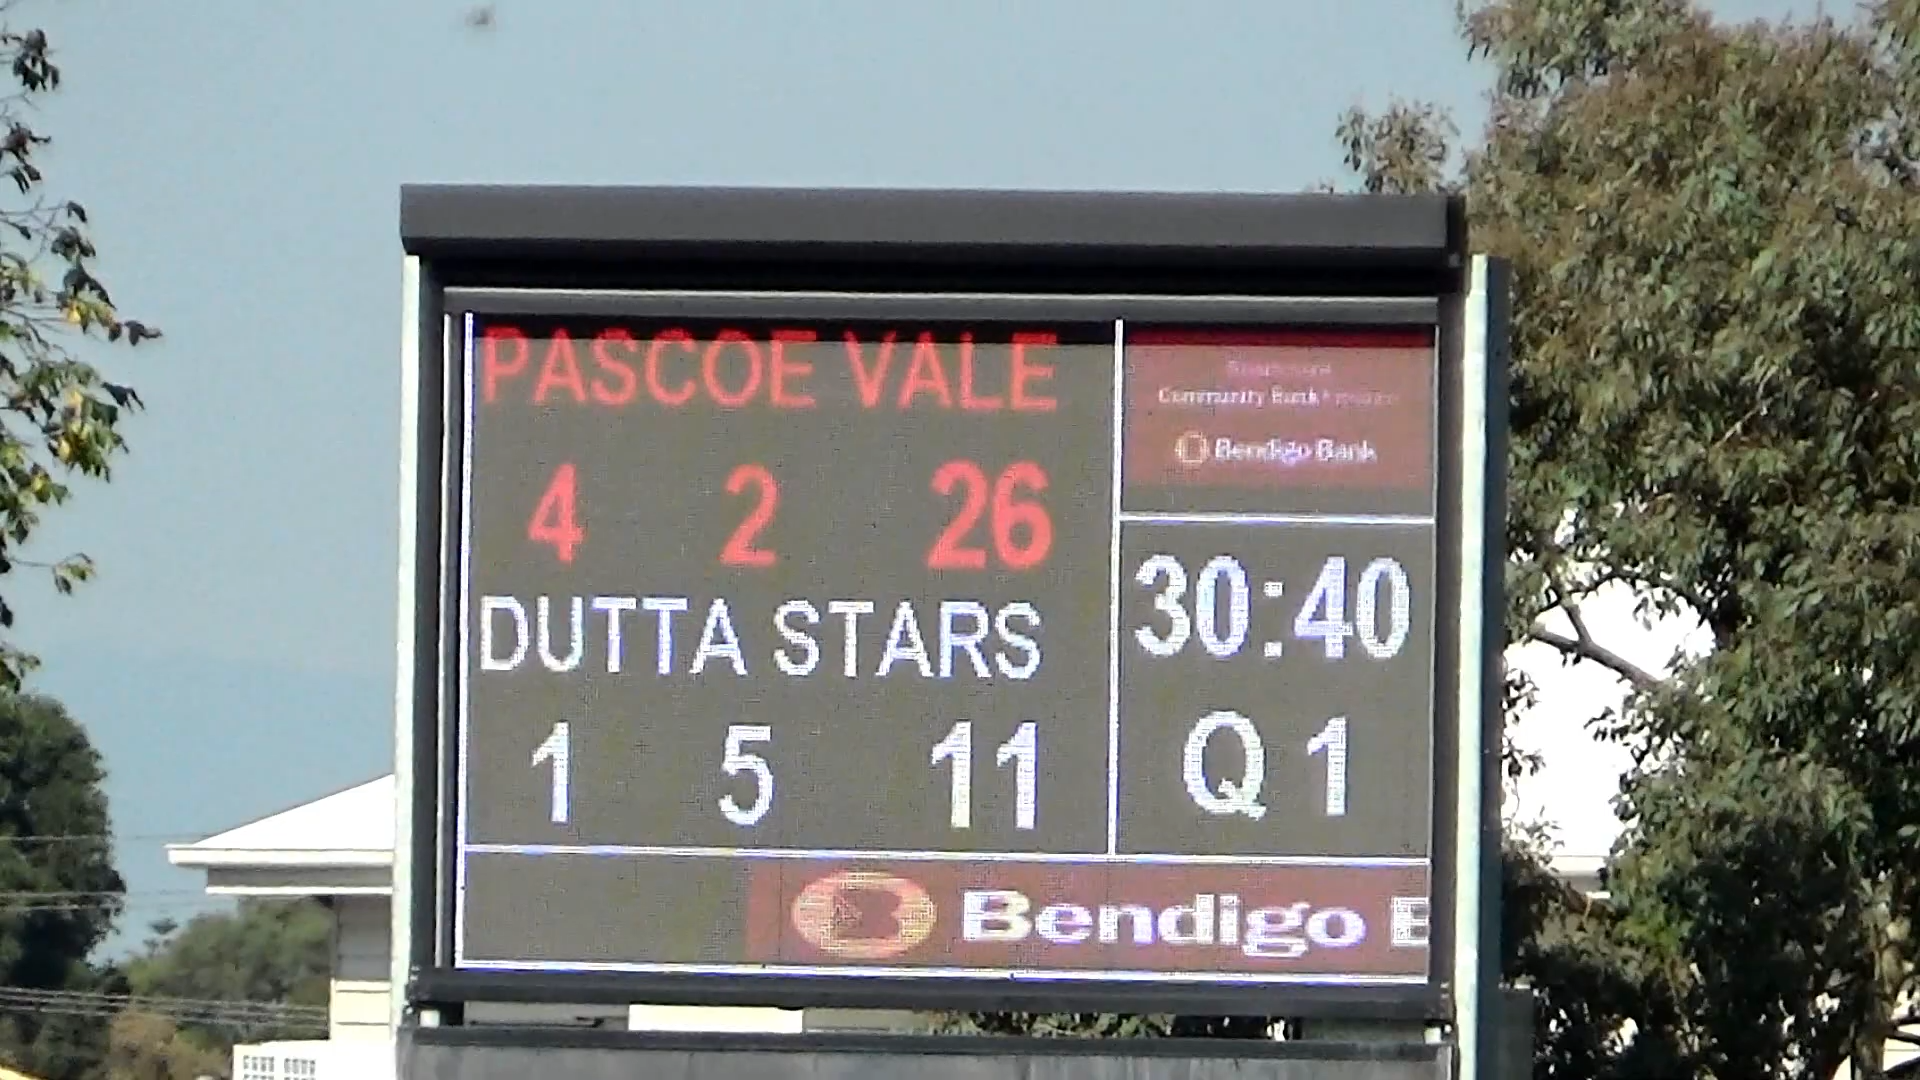 PASCOE VALE
4 2 26
DUTTA STARS
1 5 11
Community Bank
Bendigo Bank
30:40
Q 1
Bendigo B